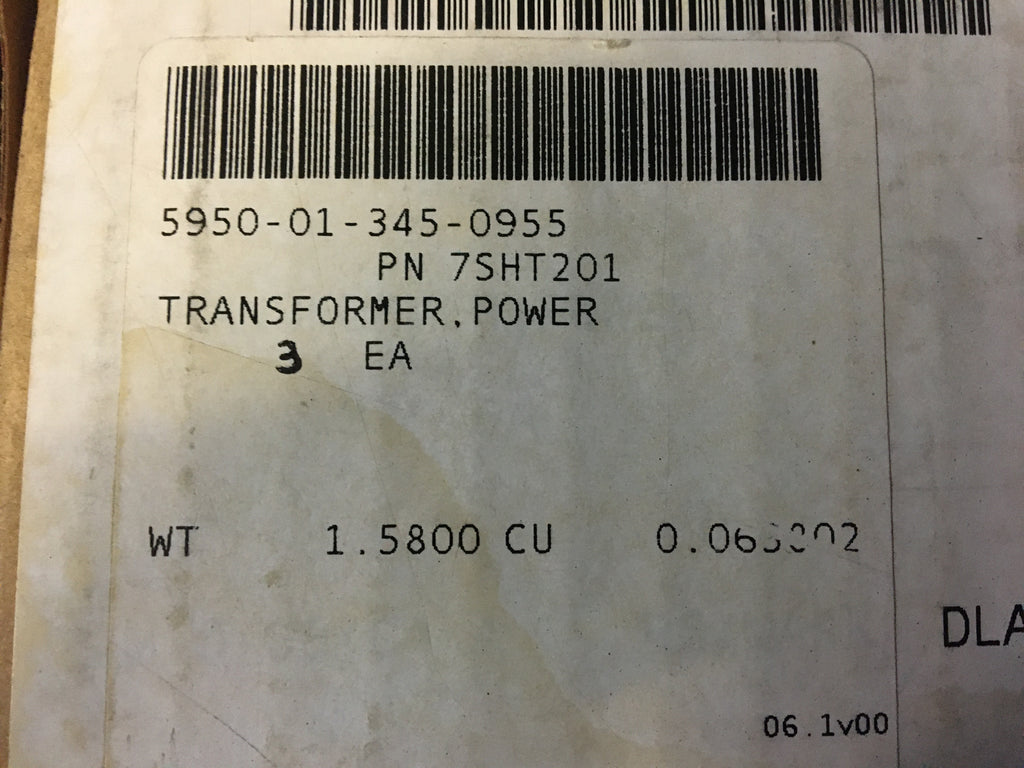 5950-01-345-0955
PN 7SHT201
TRANSFORMER,POWER
3 EA
WT 1.5800 CU
DLA
06.1v00